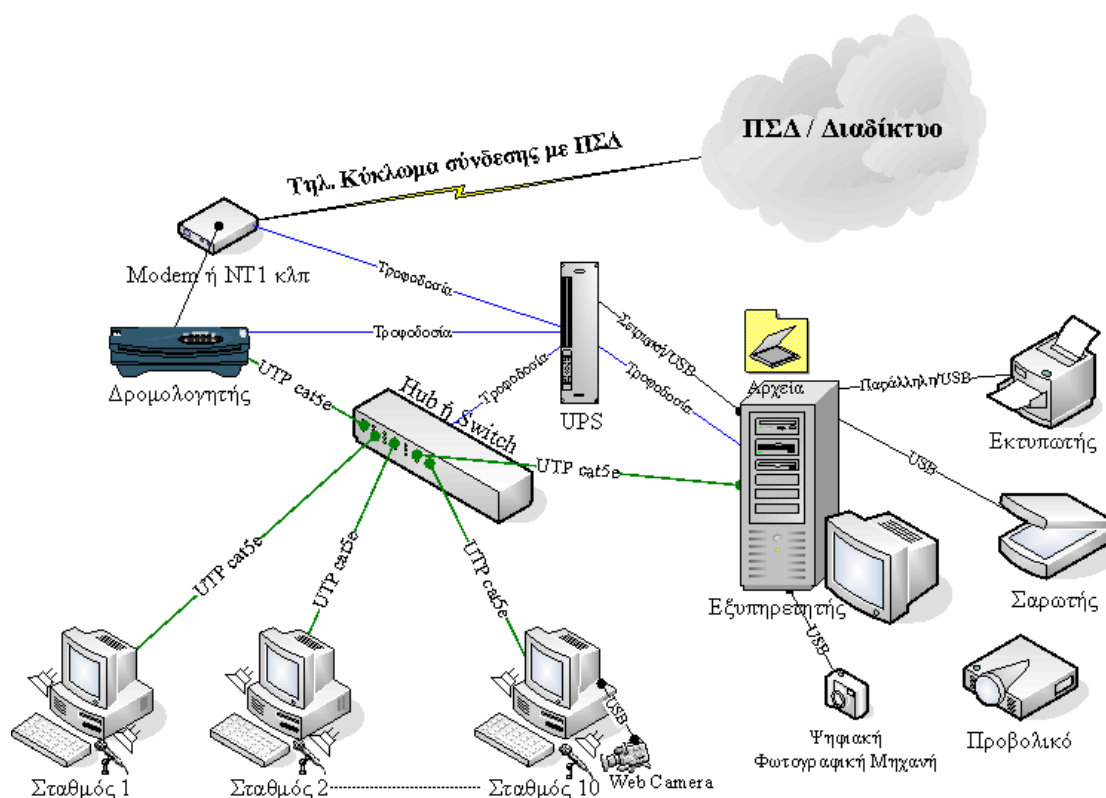 ΠΣΔ / Διαδίκτυο
Τηλ. Κύκλωμα σύνδεσης με ΠΣΔ
Modem ή NT1 κλπ
Τροφοδοσία
Τροφοδοσία
Τροφοδοσία
Τροφοδοσία
Σειριακή/USB
Δρομολογητής
UTP cat5e
Hub ή Switch
UPS
Αρχεία
Παράλληλη/USB
Εκτυπωτής
UTP cat5e
USB
UTP cat5e
UTP cat5e
UTP cat5e
Εξυπηρετητής
Σαρωτής
USB
USB
Σταθμός 1
Σταθμός 2
Σταθμός 10
Web Camera
Ψηφιακή
Φωτογραφική Μηχανή
Προβολικό